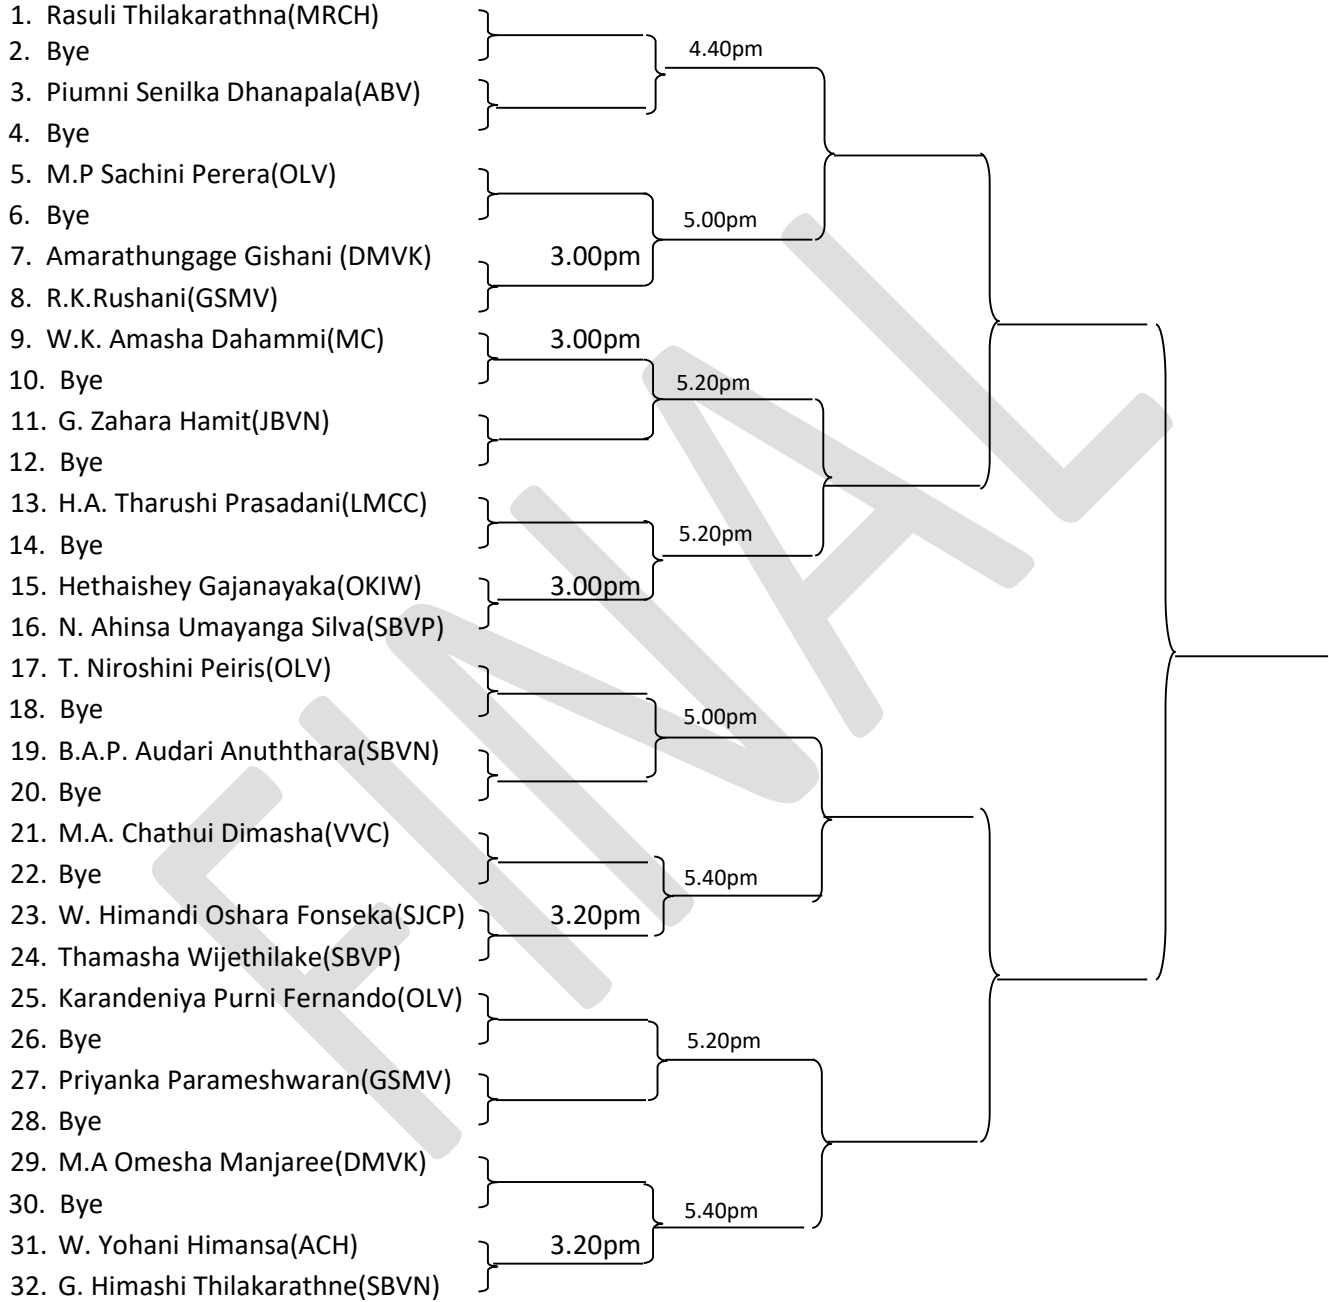 1. Rasuli Thilakarathna(MRCH)
2. Bye
4.40pm
3. Piumni Senilka Dhanapala(ABV)
4. Bye
5. M.P Sachini Perera(OLV)
6. Bye
5.00pm
7. Amarathungage Gishani (DMVK) 3.00pm
8. R.K.Rushani(GSMV)
9. W.K. Amasha Dahammi(MC) 3.00pm
10. Bye
5.20pm
11. G. Zahara Hamit(JBVN)
12. Bye
13. H.A. Tharushi Prasadani(LMCC)
14. Bye
5.20pm
15. Hethaishey Gajanayaka(OKIW) 3.00pm
16. N. Ahinsa Umayanga Silva(SBVP)
17. T. Niroshini Peiris(OLV)
18. Bye
5.00pm
19. B.A.P. Audari Anuththara(SBVN)
20. Bye
21. M.A. Chathui Dimasha(VVC)
22. Bye
5.40pm
23. W. Himandi Oshara Fonseka(SJCP) 3.20pm
24. Thamasha Wijethilake(SBVP)
25. Karandeniya Purni Fernando(OLV)
26. Bye
5.20pm
27. Priyanka Parameshwaran(GSMV)
28. Bye
29. M.A Omesha Manjaree(DMVK)
30. Bye
5.40pm
31. W. Yohani Himansa(ACH) 3.20pm
32. G. Himashi Thilakarathne(SBVN)
FINAL